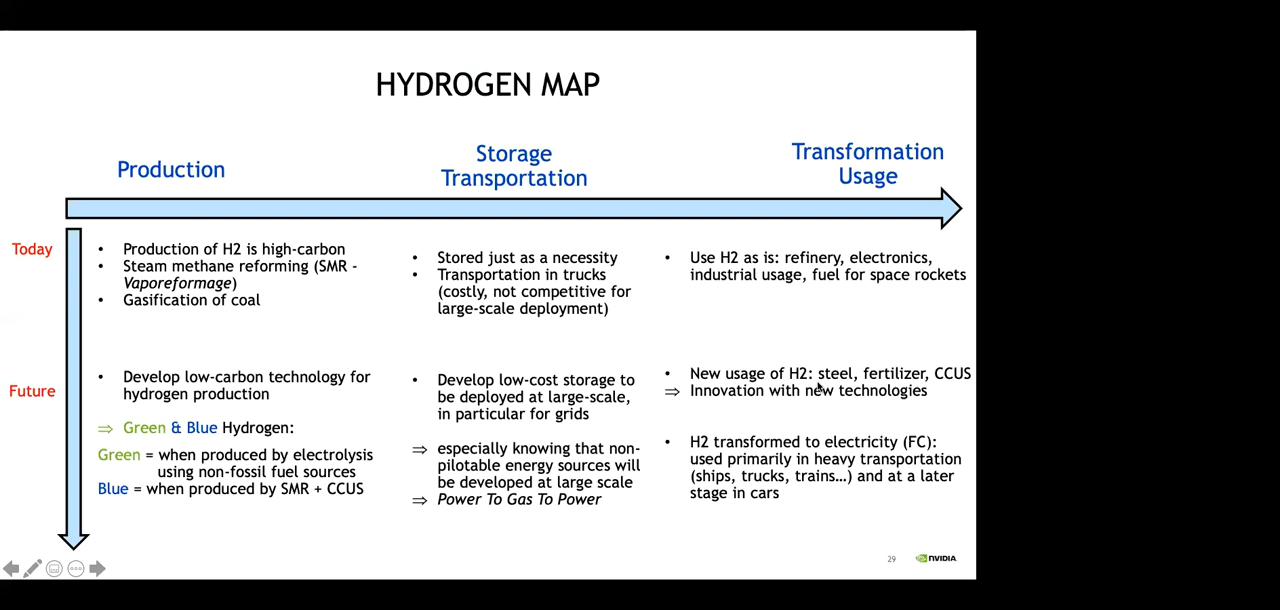 HYDROGEN MAP
Production
Storage
Transportation
Transformation
Usage
Today
• Production of H2 is high-carbon
• Steam methane reforming (SMR -
Vaporeformage)
• Gasification of coal
• Stored just as a necessity
• Transportation in trucks
(costly, not competitive for
large-scale deployment)
• Use H2 as is: refinery, electronics,
industrial usage, fuel for space rockets
Future
• Develop low-carbon technology for
hydrogen production
⇒ Green & Blue Hydrogen:
Green = when produced by electrolysis
using non-fossil fuel sources
Blue = when produced by SMR + CCUS
• Develop low-cost storage to
be deployed at large-scale,
in particular for grids
⇒ especially knowing that non-
pilotable energy sources will
be developed at large scale
⇒ Power To Gas To Power
• New usage of H2: steel, fertilizer, CCUS
⇒ Innovation with new technologies
• H2 transformed to electricity (FC):
used primarily in heavy transportation
(ships, trucks, trains…) and at a later
stage in cars
29
NVIDIA